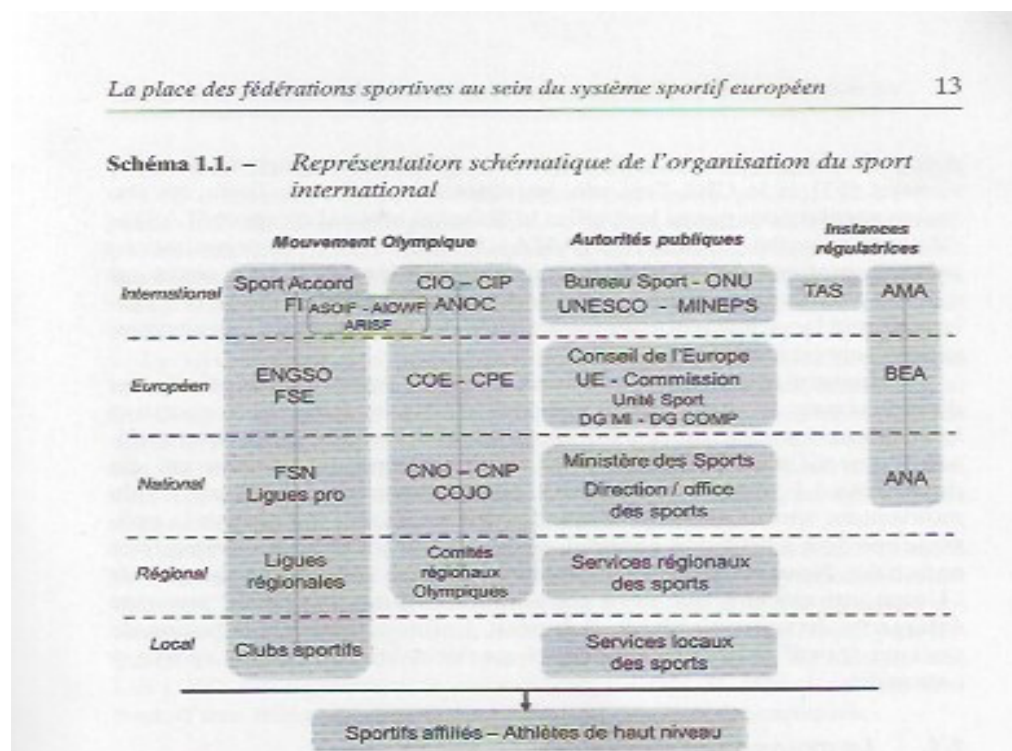 La place des fédérations sportives au sein du système sportif européen 13
Schéma 1.1. – Représentation schématique de l'organisation du sport
international
Mouvement Olympique Autorités publiques Instances
régulatrices
International Sport Accord CIO – CIP Bureau Sport - ONU TAS AMA
FI ASOIF - AIOWF ANOC UNESCO – MINEPS
ARISF
Européen ENGSO COE - CPE Conseil de l'Europe BEA
FSE UE - Commission
Unité Sport
DG MI - DG COMP
National FSN CNO – CNP Ministère des Sports ANA
Ligues pro COJO Direction / office
des sports
Régional Ligues Comités Services régionaux
régionales régionaux des sports
Olympiques
Local Clubs sportifs Services locaux
des sports
Sportifs affiliés – Athlètes de haut niveau